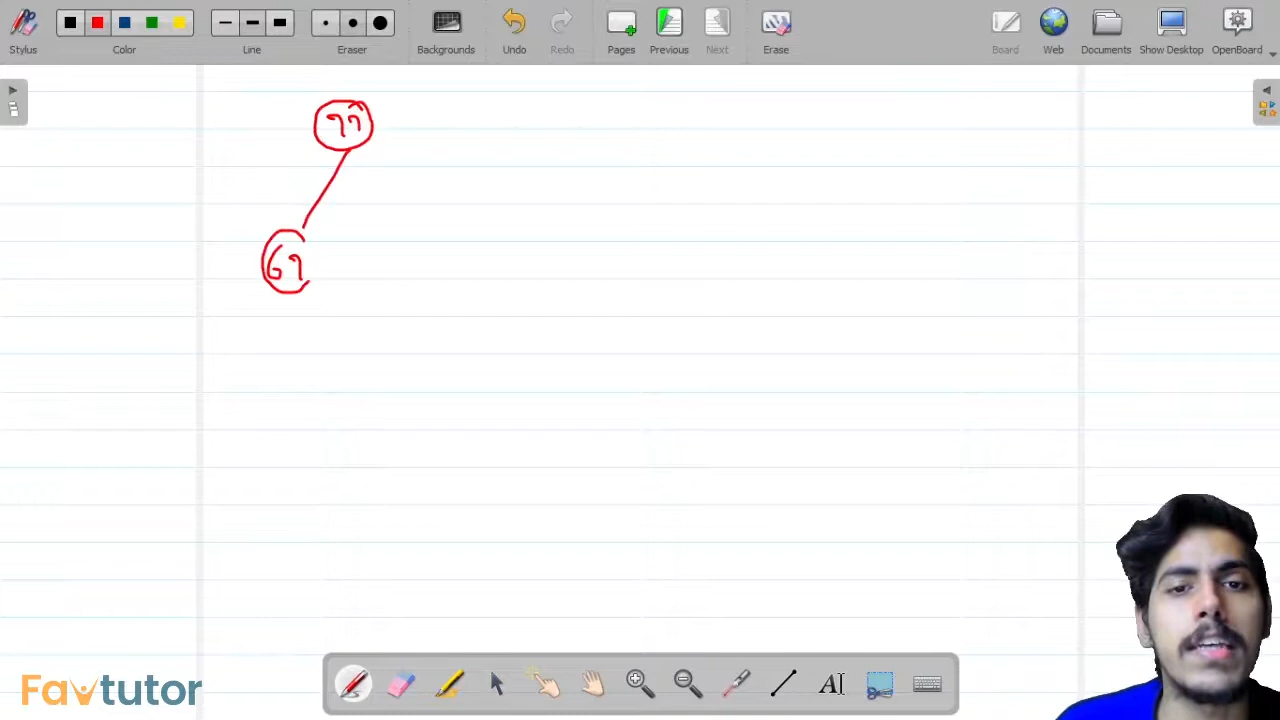 Stylus Color Line Eraser Backgrounds Undo Redo Pages Previous Next Erase Board Web Documents Show Desktop OpenBoard
77
67
Favtutor